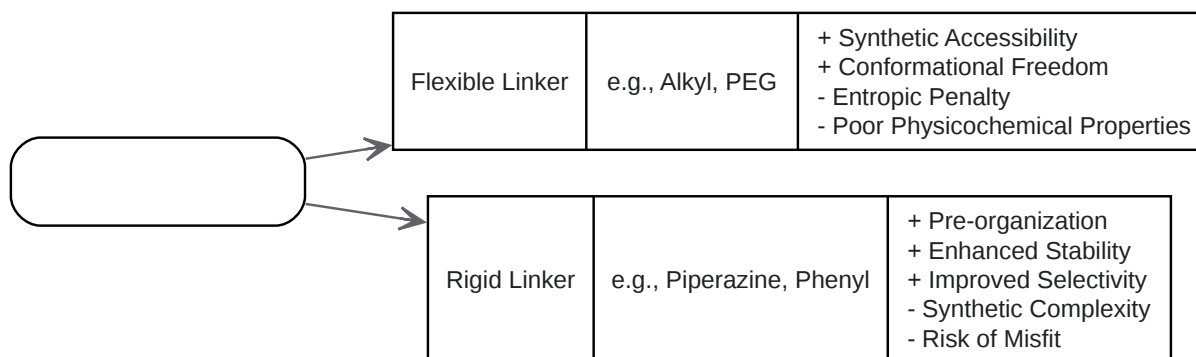 Flexible Linker
e.g., Alkyl, PEG
+ Synthetic Accessibility
+ Conformational Freedom
- Entropic Penalty
- Poor Physicochemical Properties
Rigid Linker
e.g., Piperazine, Phenyl
+ Pre-organization
+ Enhanced Stability
+ Improved Selectivity
- Synthetic Complexity
- Risk of Misfit